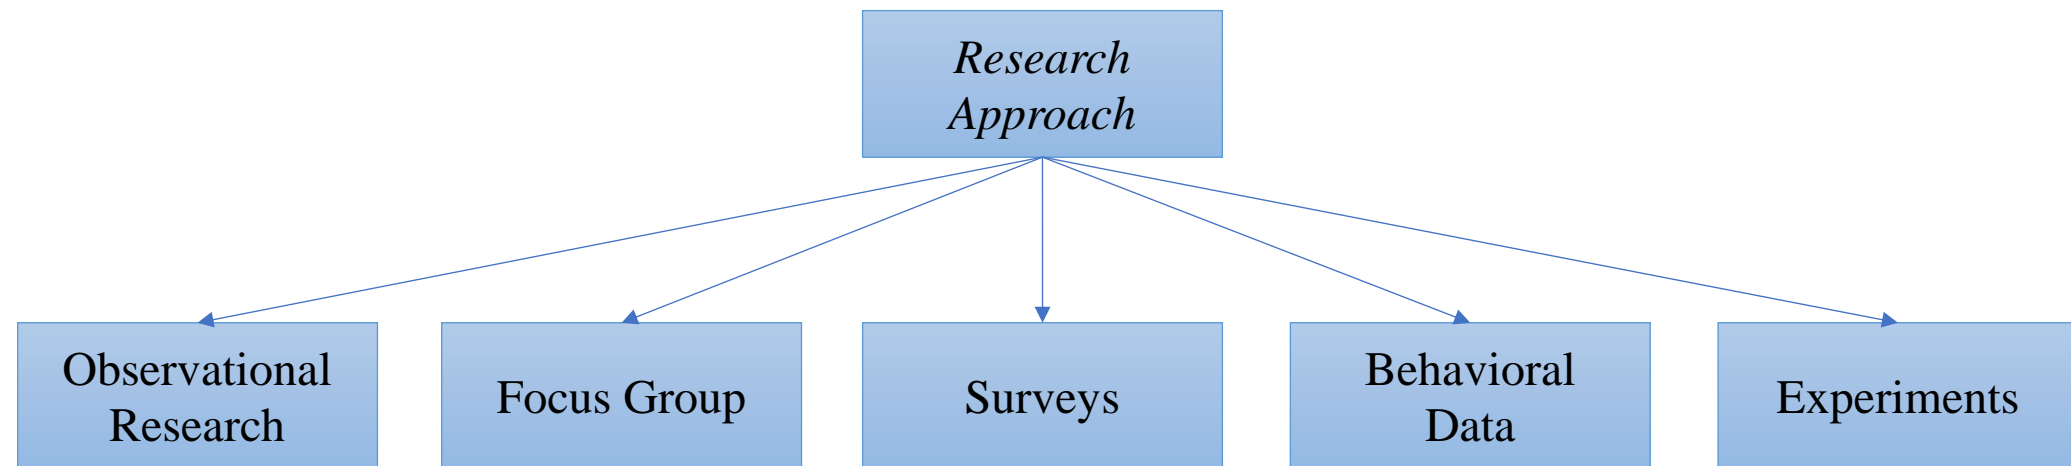 Research
Approach
Observational
Research
Focus Group
Surveys
Behavioral
Data
Experiments